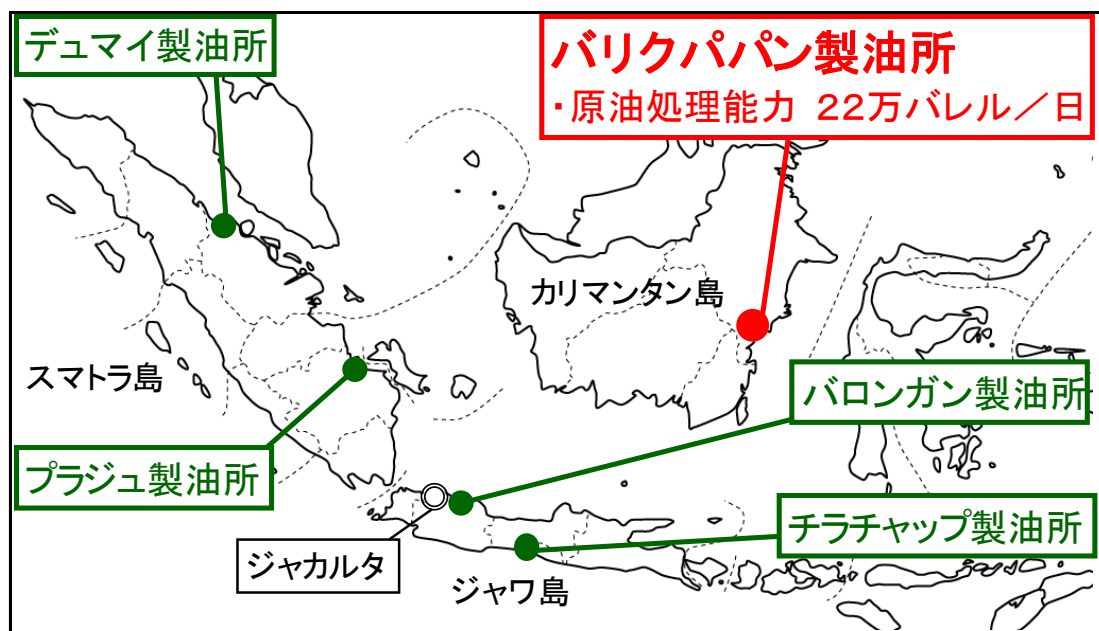 デュマイ製油所
バリクパパン製油所
・原油処理能力 22万バレル／日
カリマンタン島
スマトラ島
バロンガン製油所
プラジュ製油所
チラチャップ製油所
ジャカルタ
ジャワ島